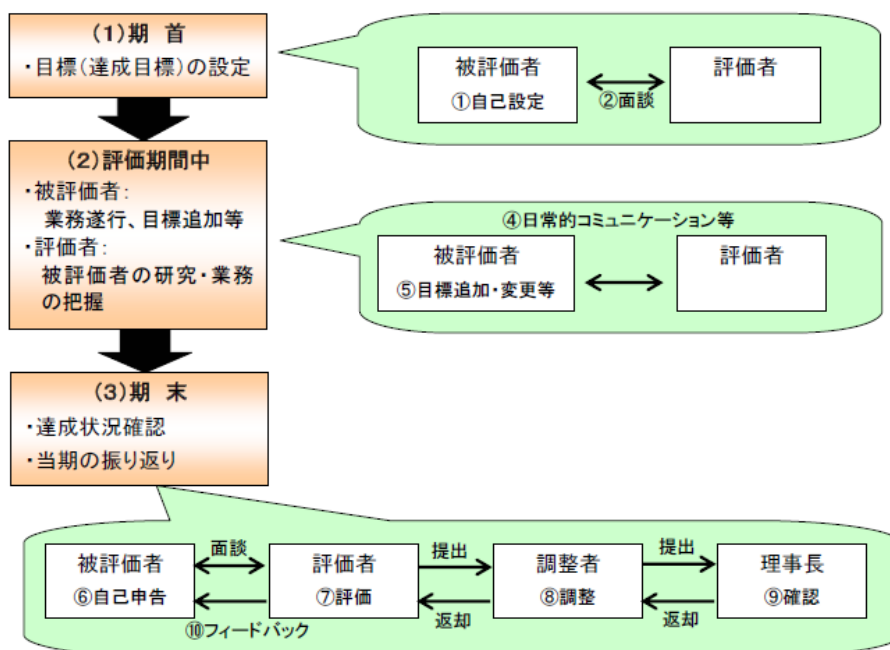 (1)期 首
・目標(達成目標)の設定
被評価者
①自己設定
②面談
評価者
(2)評価期間中
・被評価者:
業務遂行、目標追加等
・評価者:
被評価者の研究・業務
の把握
④日常的コミュニケーション等
被評価者
⑤目標追加・変更等
評価者
(3)期 末
・達成状況確認
・当期の振り返り
被評価者
⑥自己申告
面談
評価者
⑦評価
提出
調整者
⑧調整
提出
理事長
⑨確認
⑩フィードバック
返却
返却